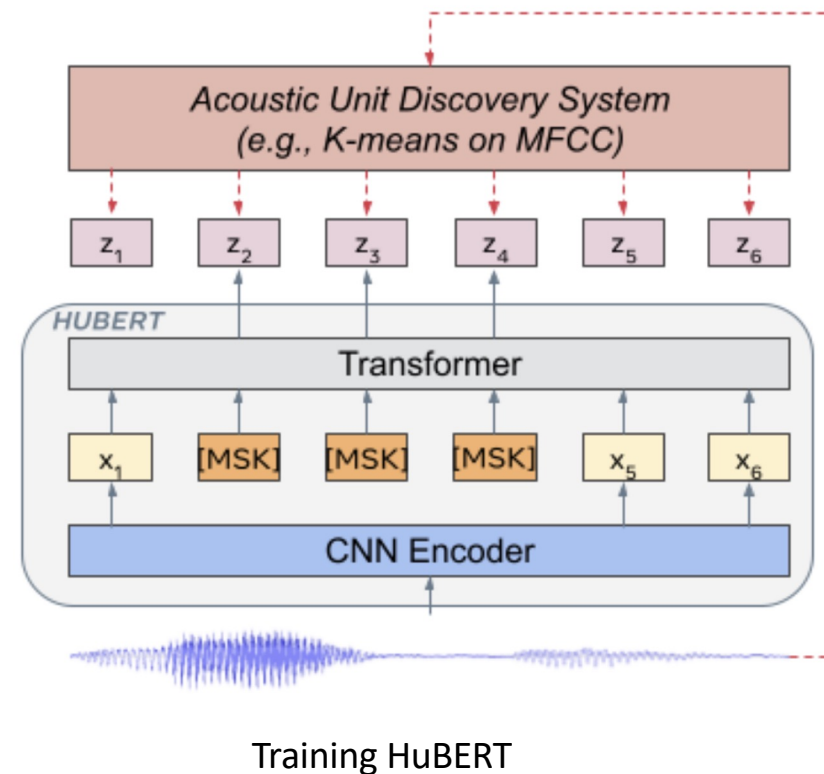 Acoustic Unit Discovery System
(e.g., K-means on MFCC)
z₁ z₂ z₃ z₄ z₅ z₆
HUBERT
Transformer
x₁ [MSK] [MSK] [MSK] x₅ x₆
CNN Encoder
Training HuBERT